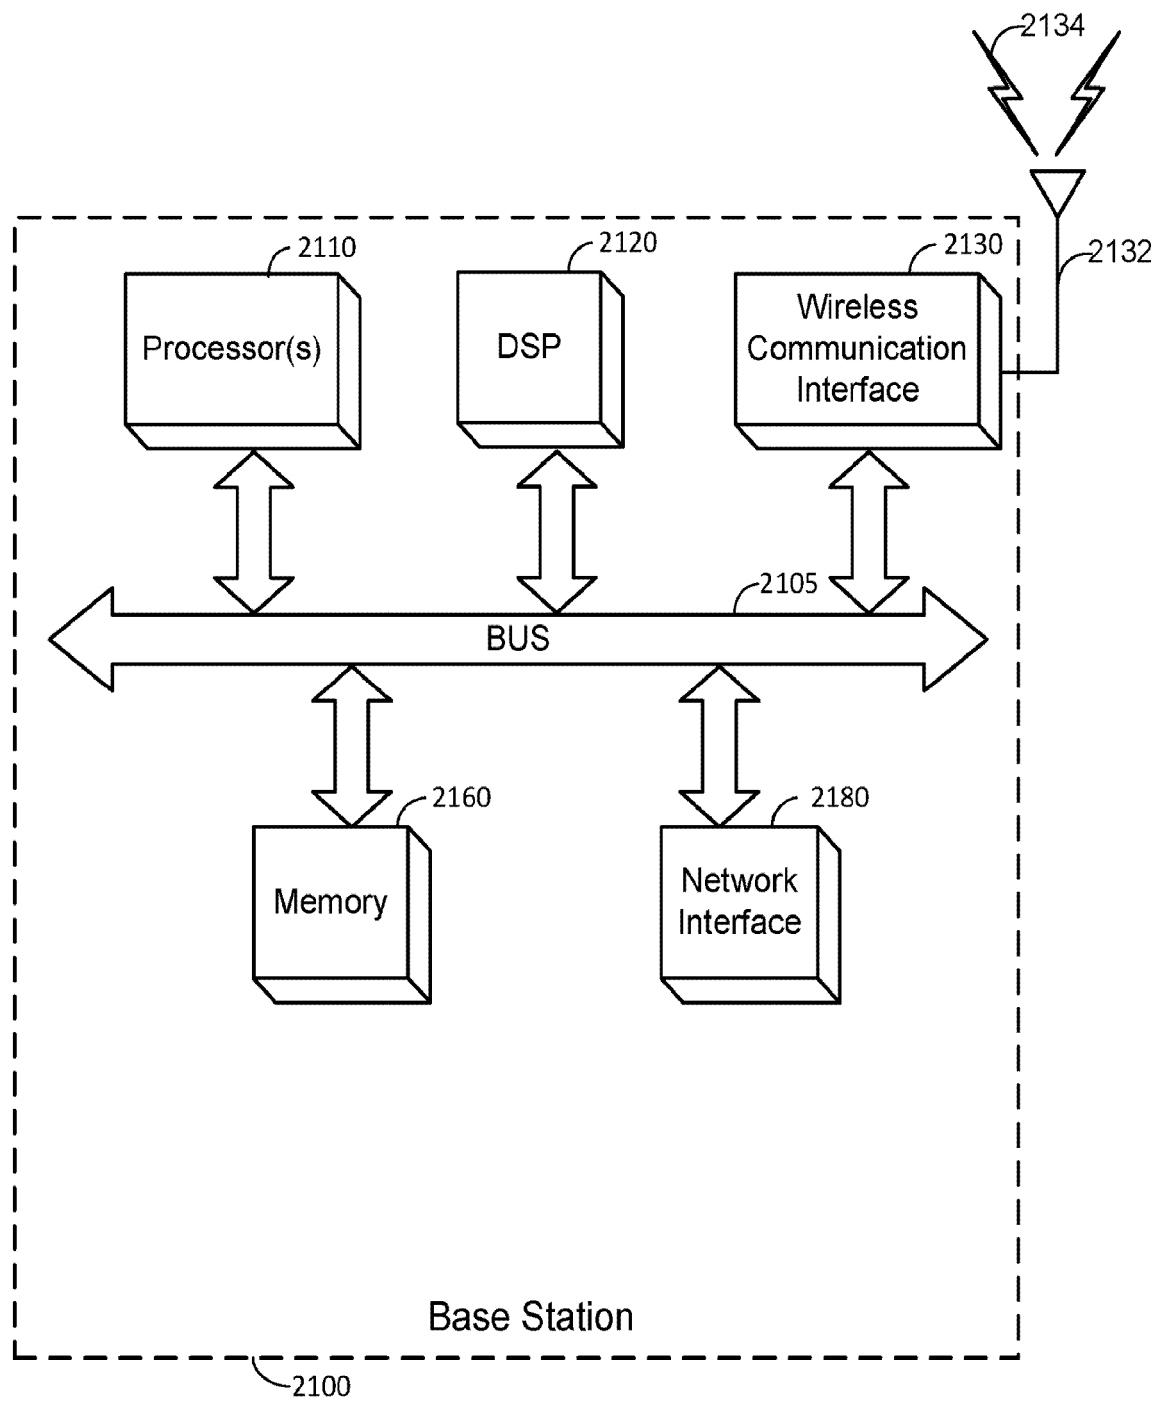 2134
2110
2120
2130
2132
Processor(s)
DSP
Wireless
Communication
Interface
2105
BUS
2160
2180
Memory
Network
Interface
Base Station
2100